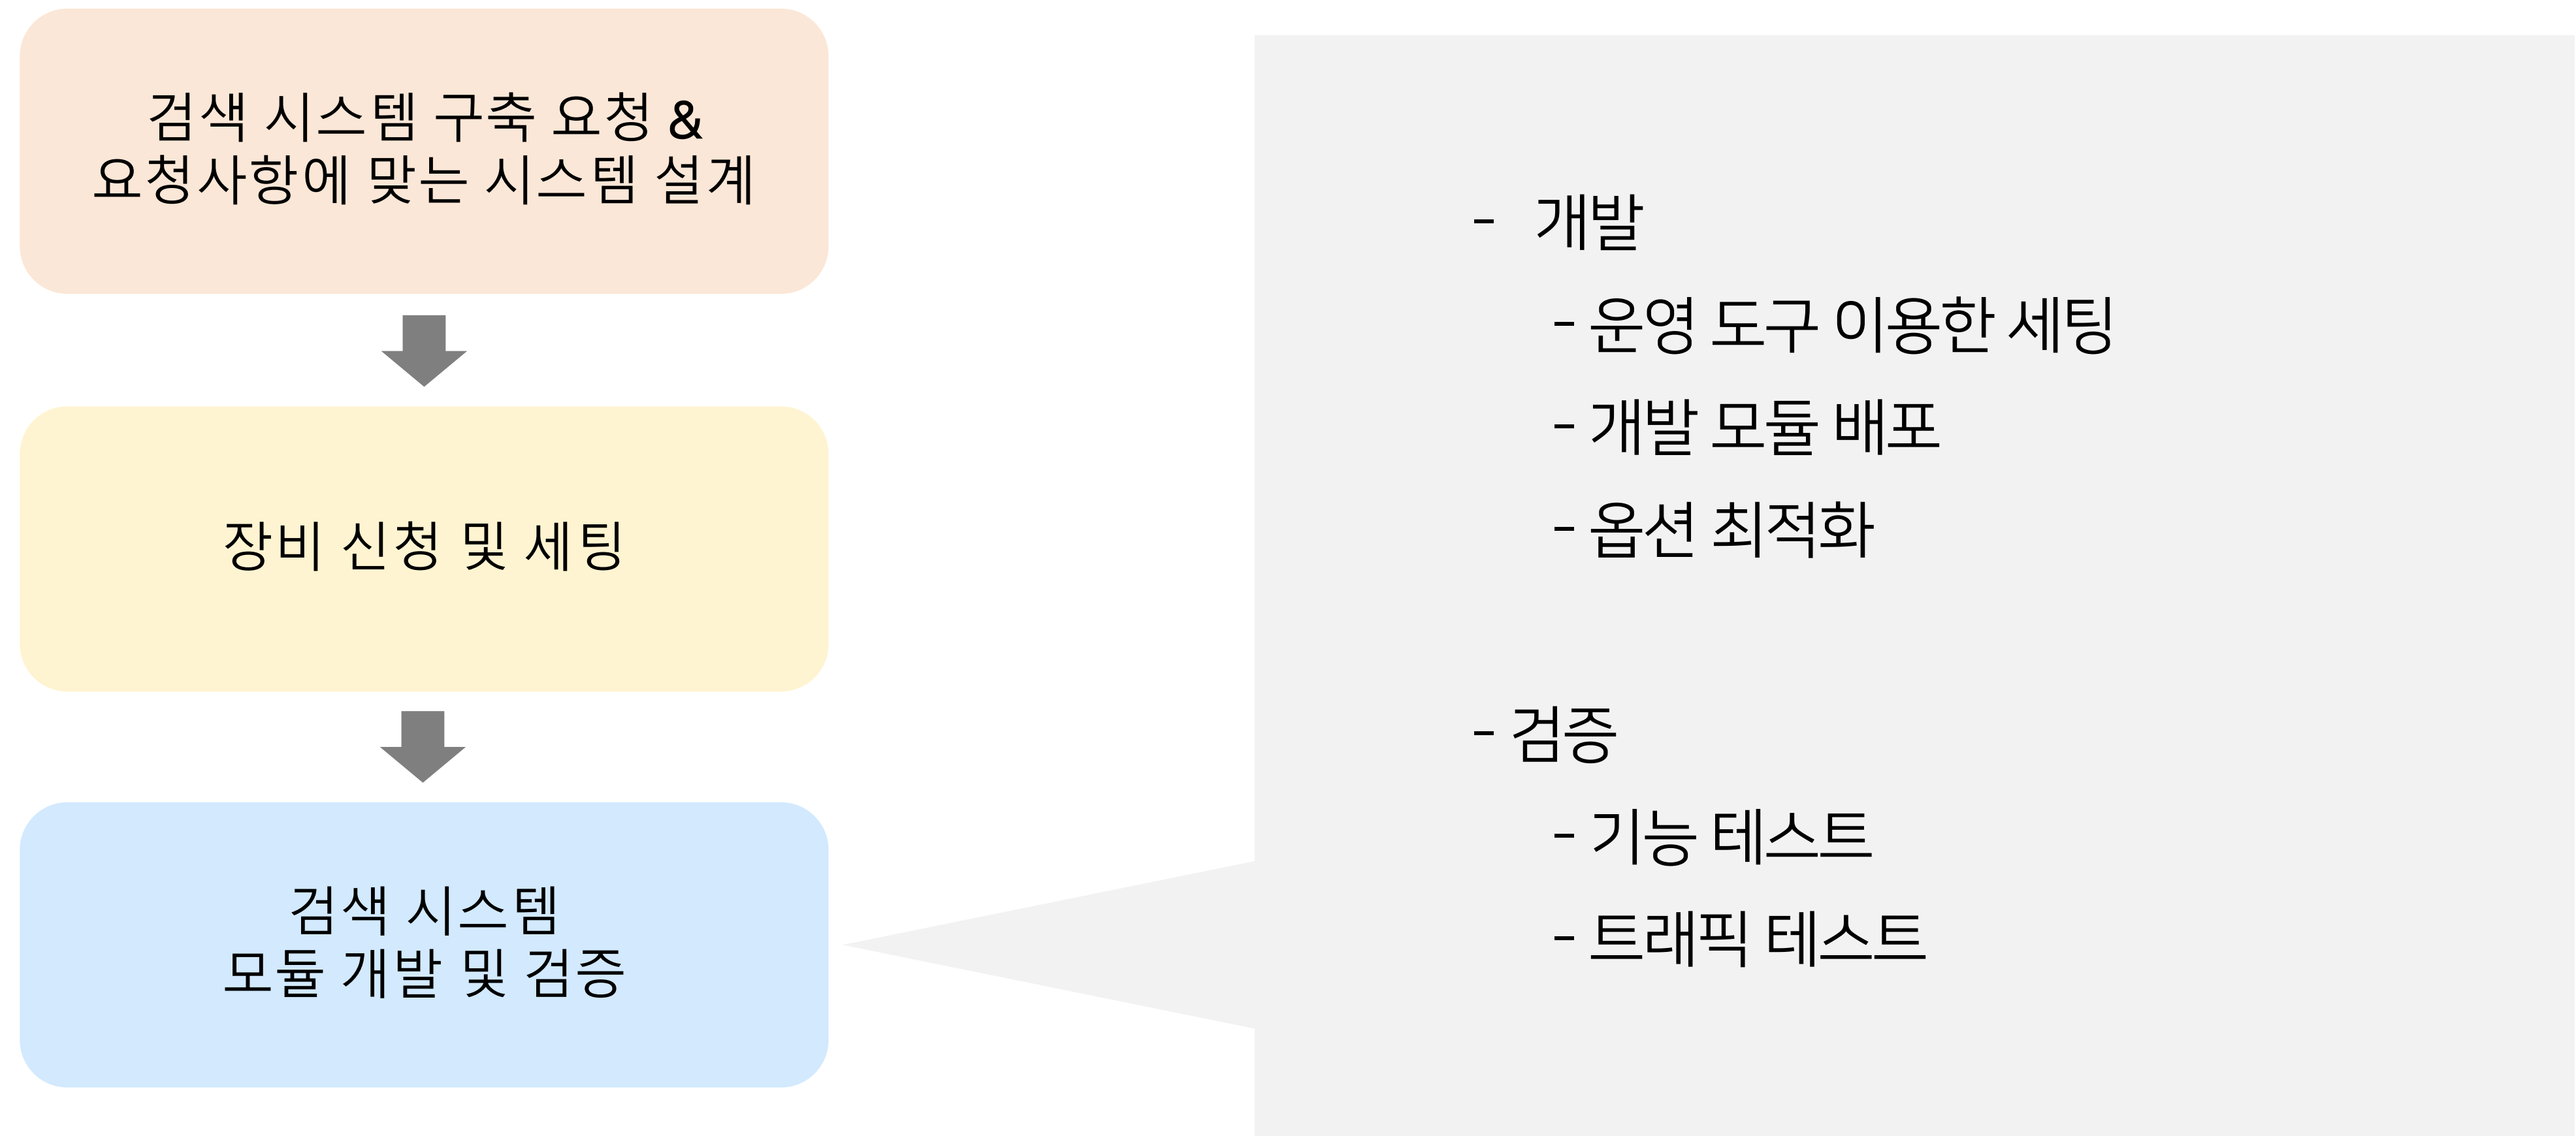 검색 시스템 구축 요청 &
요청사항에 맞는 시스템 설계
장비 신청 및 세팅
검색 시스템
모듈 개발 및 검증
- 개발
- 운영 도구 이용한 세팅
- 개발 모듈 배포
- 옵션 최적화
- 검증
- 기능 테스트
- 트래픽 테스트